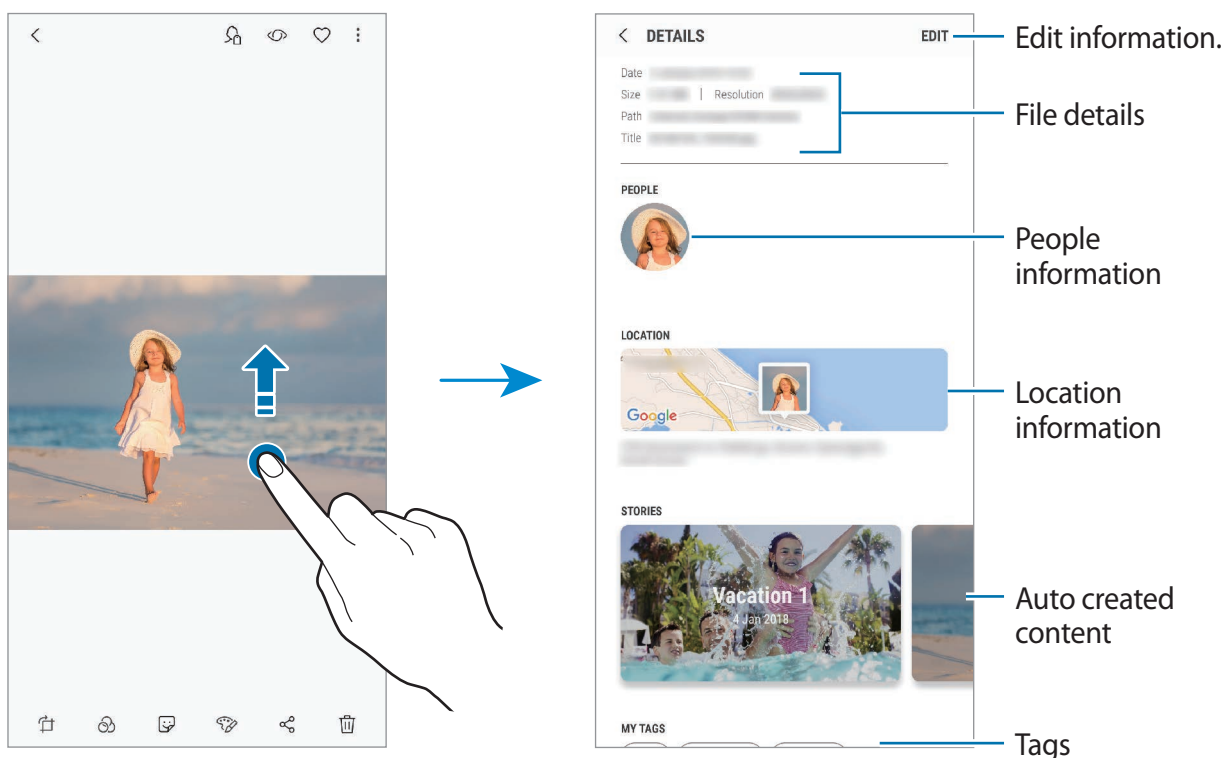 DETAILS
EDIT
Edit information.
Date
Size | Resolution
Path
Title
File details
PEOPLE
People
information
LOCATION
Google
Location
information
STORIES
Vacation 1
4 Jan 2018
Auto created
content
MY TAGS
Tags